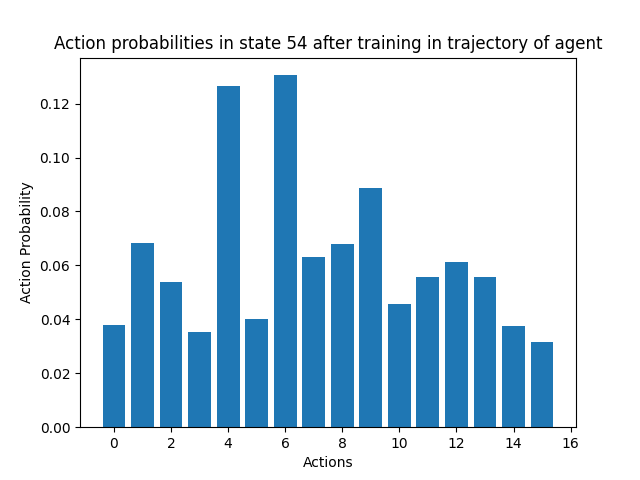 Action probabilities in state 54 after training in trajectory of agent
0.12
0.10
0.08
0.06
0.04
0.02
0.00
Action Probability
0 2 4 6 8 10 12 14 16
Actions